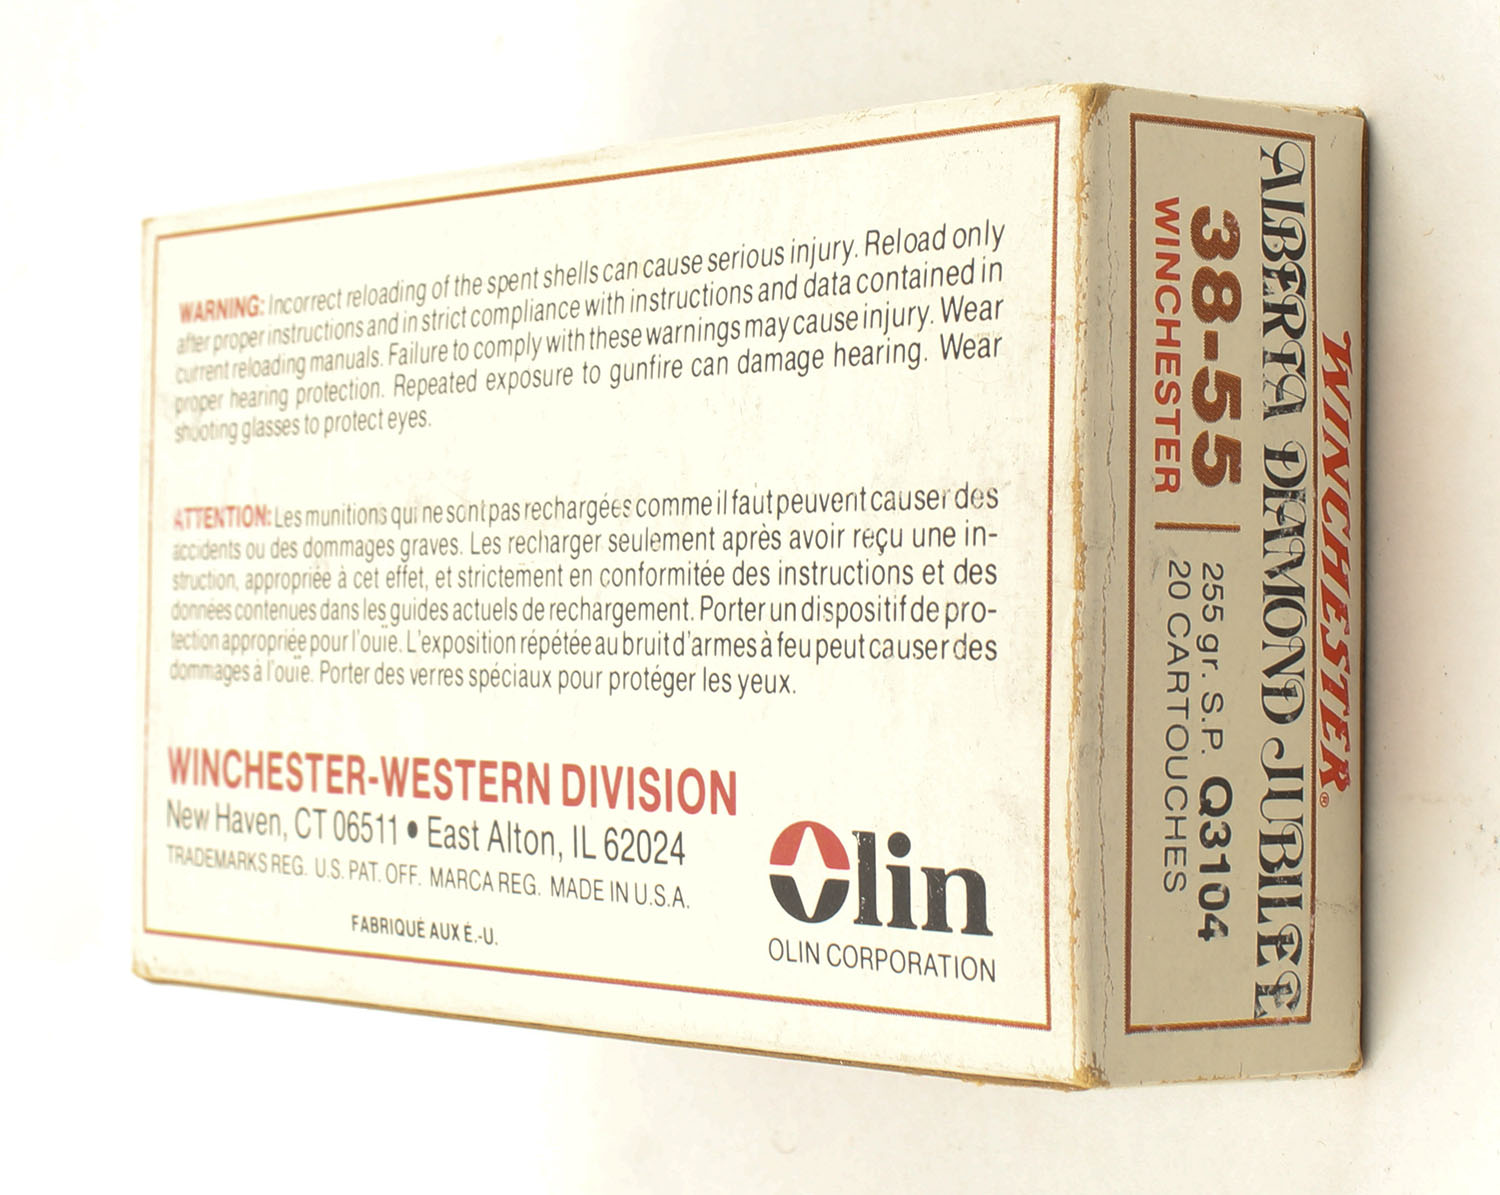 WARNING: Incorrect reloading of the spent shells can cause serious injury. Reload only
after proper instructions and in strict compliance with instructions and data contained in
current reloading manuals. Failure to comply with these warnings may cause injury. Wear
proper hearing protection. Repeated exposure to gunfire can damage hearing. Wear
shooting glasses to protect eyes.
ATTENTION: Les munitions qui ne sont pas rechargées comme il faut peuvent causer des
accidents ou des dommages graves. Les recharger seulement après avoir reçu une in-
struction, appropriée à cet effet, et strictement en conformitée des instructions et des
données contenues dans les guides actuels de rechargement. Porter un dispositif de pro-
tection appropriée pour l'ouïe. L'exposition répétée au bruit d'armes à feu peut causer des
dommages à l'ouïe. Porter des verres spéciaux pour protéger les yeux.
WINCHESTER-WESTERN DIVISION
New Haven, CT 06511 • East Alton, IL 62024
TRADEMARKS REG. U.S. PAT. OFF. MARCA REG. MADE IN U.S.A.
FABRIQUÉ AUX É.-U.
Olin
OLIN CORPORATION
WINCHESTER®
ALBERTA DIAMOND JUBILEE
38-55 255 gr. S.P. Q3104
WINCHESTER 20 CARTOUCHES